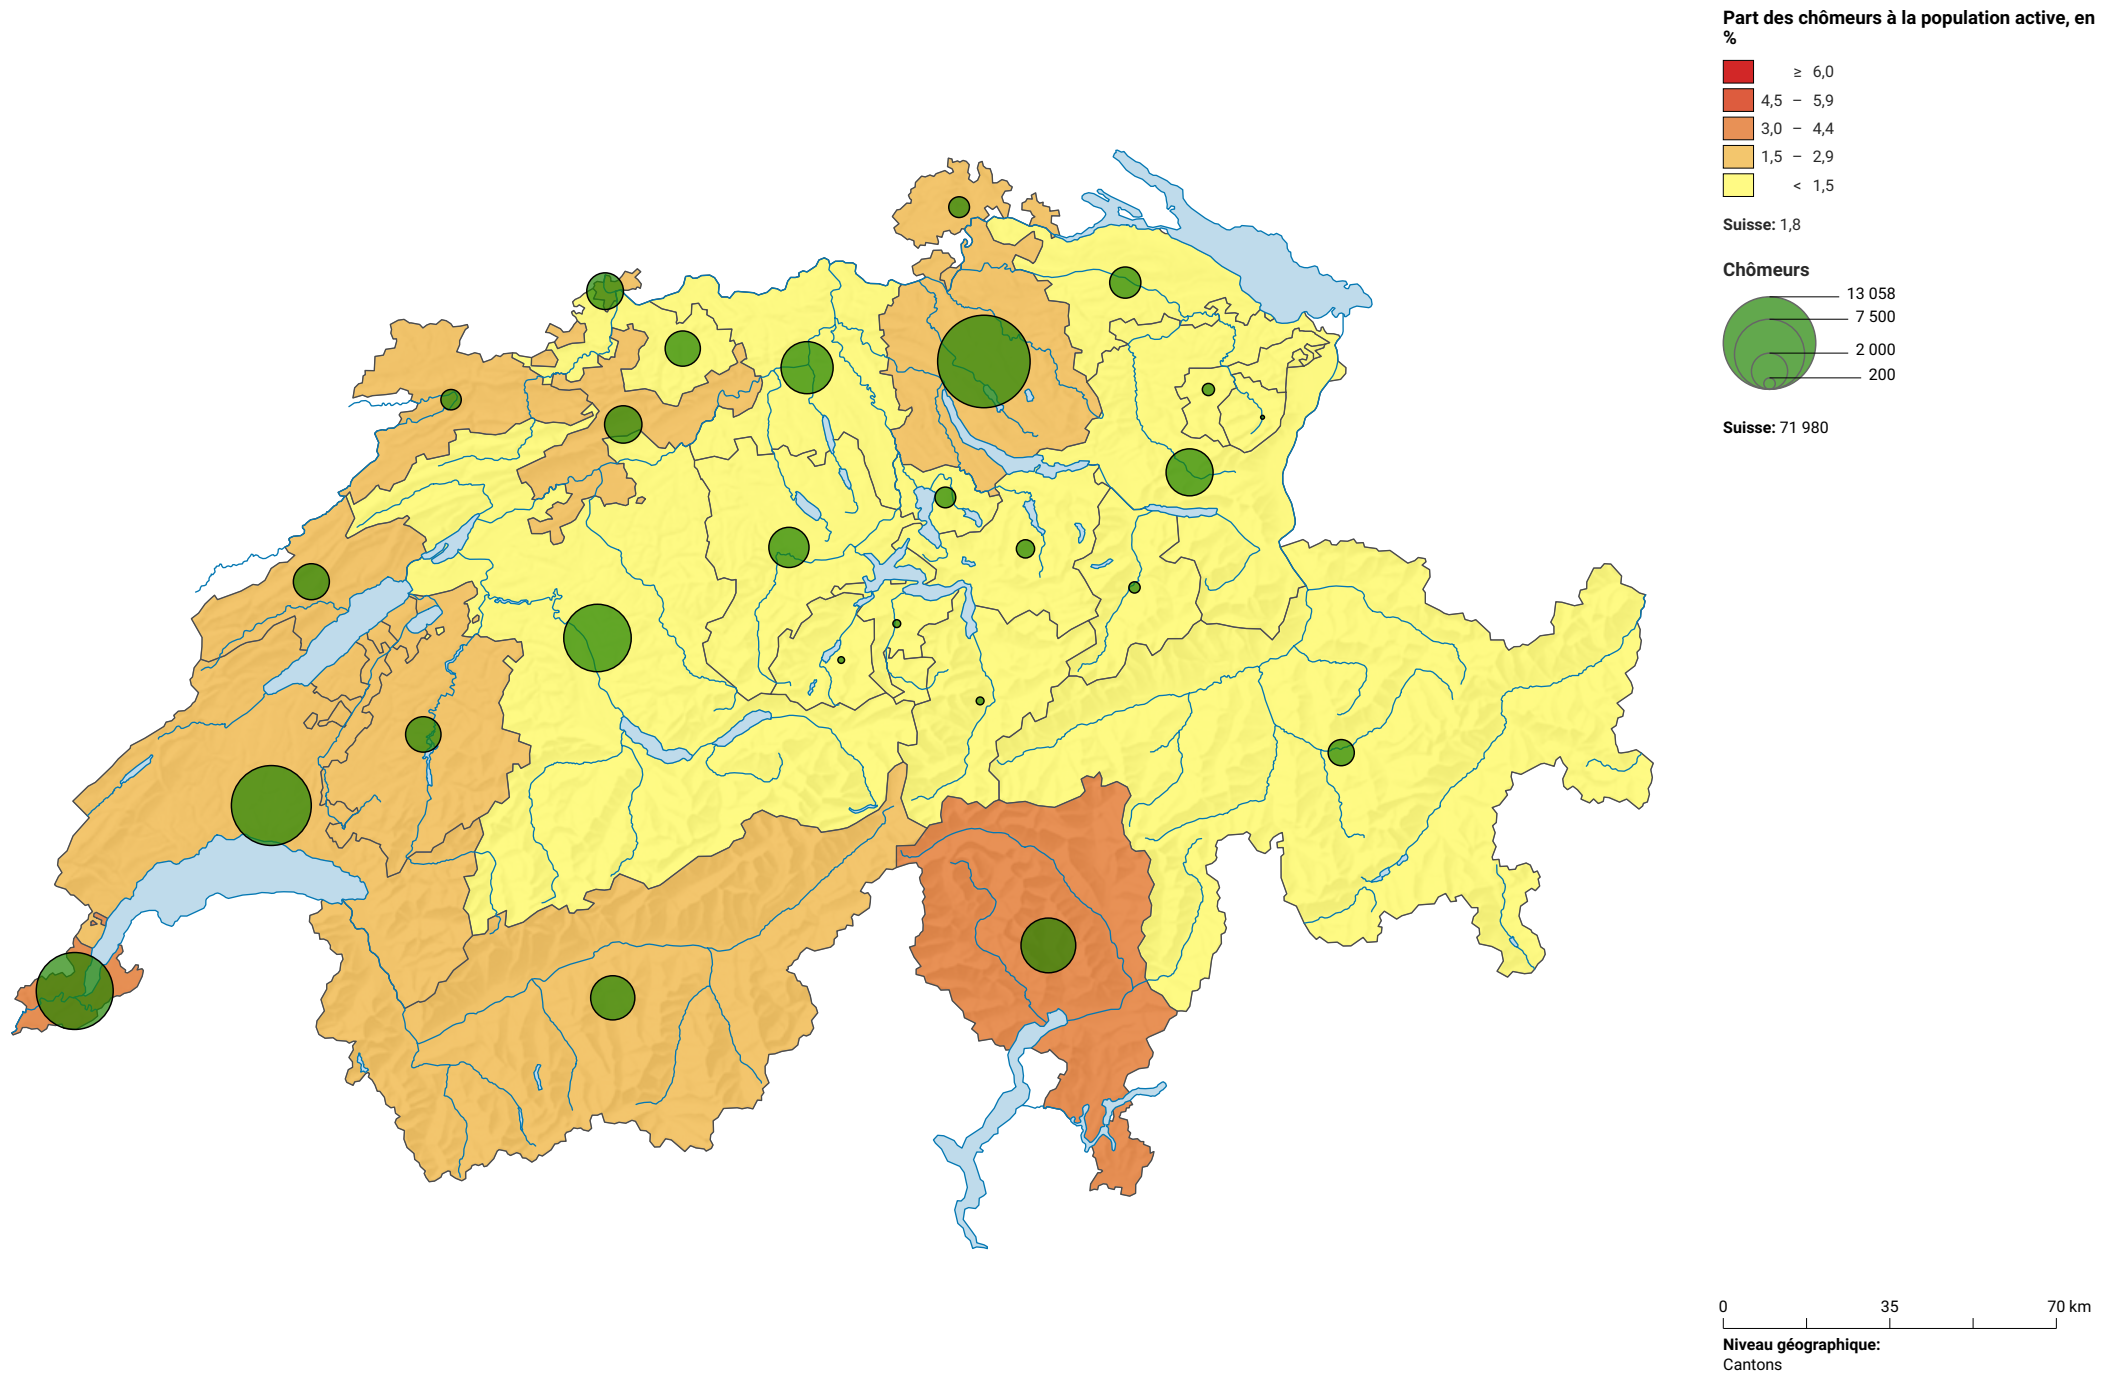 Part des chômeurs à la population active, en
%
≥ 6,0
4,5 – 5,9
3,0 – 4,4
1,5 – 2,9
< 1,5
Suisse: 1,8
Chômeurs
13 058
7 500
2 000
200
Suisse: 71 980
0 35 70 km
Niveau géographique:
Cantons